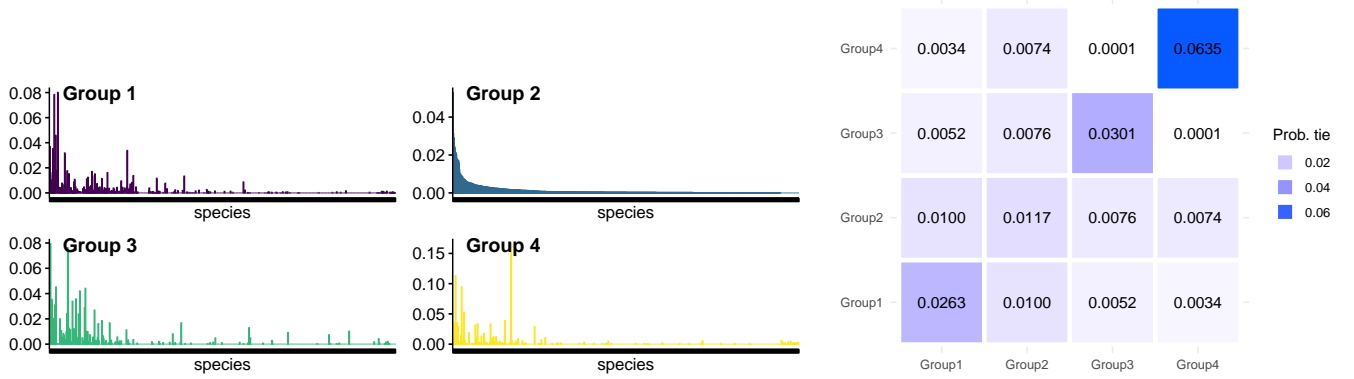 Group 1
0.08
0.06
0.04
0.02
0.00
species
Group 2
0.04
0.02
0.00
species
Group 3
0.08
0.06
0.04
0.02
0.00
species
Group 4
0.15
0.10
0.05
0.00
species
Group4 0.0034 0.0074 0.0001 0.0635
Group3 0.0052 0.0076 0.0301 0.0001
Group2 0.0100 0.0117 0.0076 0.0074
Group1 0.0263 0.0100 0.0052 0.0034
Group1 Group2 Group3 Group4
Prob. tie
0.02
0.04
0.06